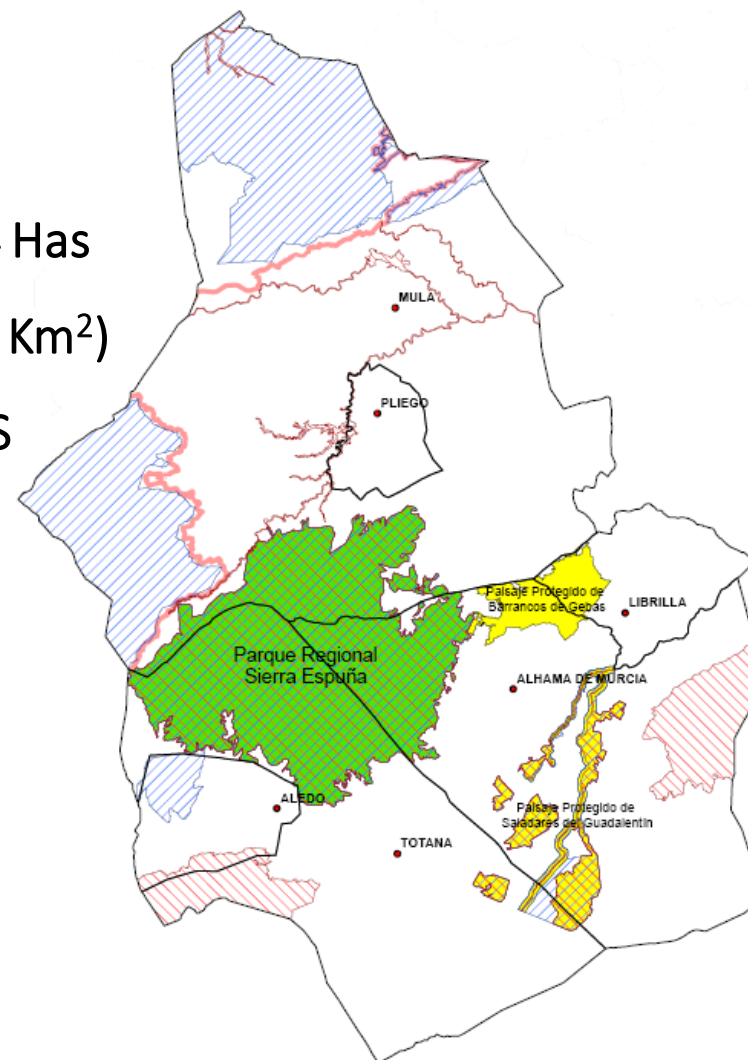 Has
Km²)
S
MULA
PLIEGO
Paisaje Protegido de
Barrancos de Gebas
LIBRILLA
Parque Regional
Sierra Espuña
ALHAMA DE MURCIA
ALEDO
Paisaje Protegido de
Saladares del Guadalentín
TOTANA